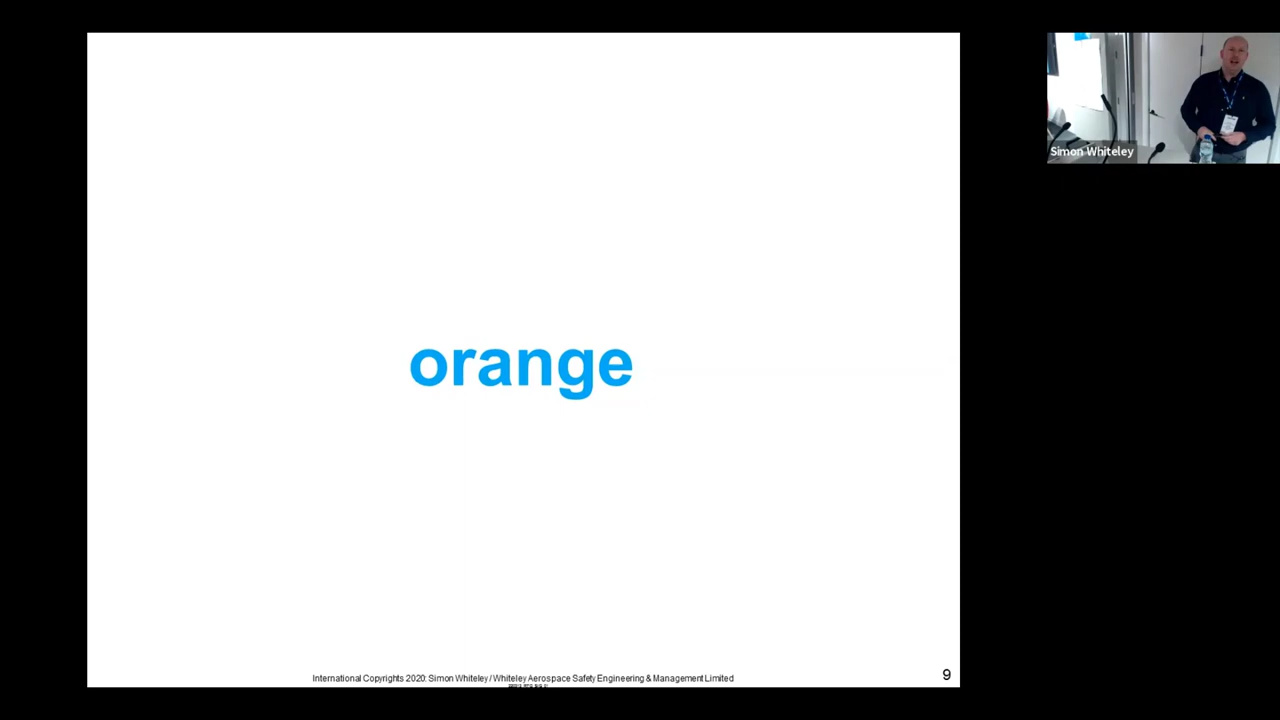 orange
Simon Whiteley
International Copyrights 2020: Simon Whiteley / Whiteley Aerospace Safety Engineering & Management Limited
9